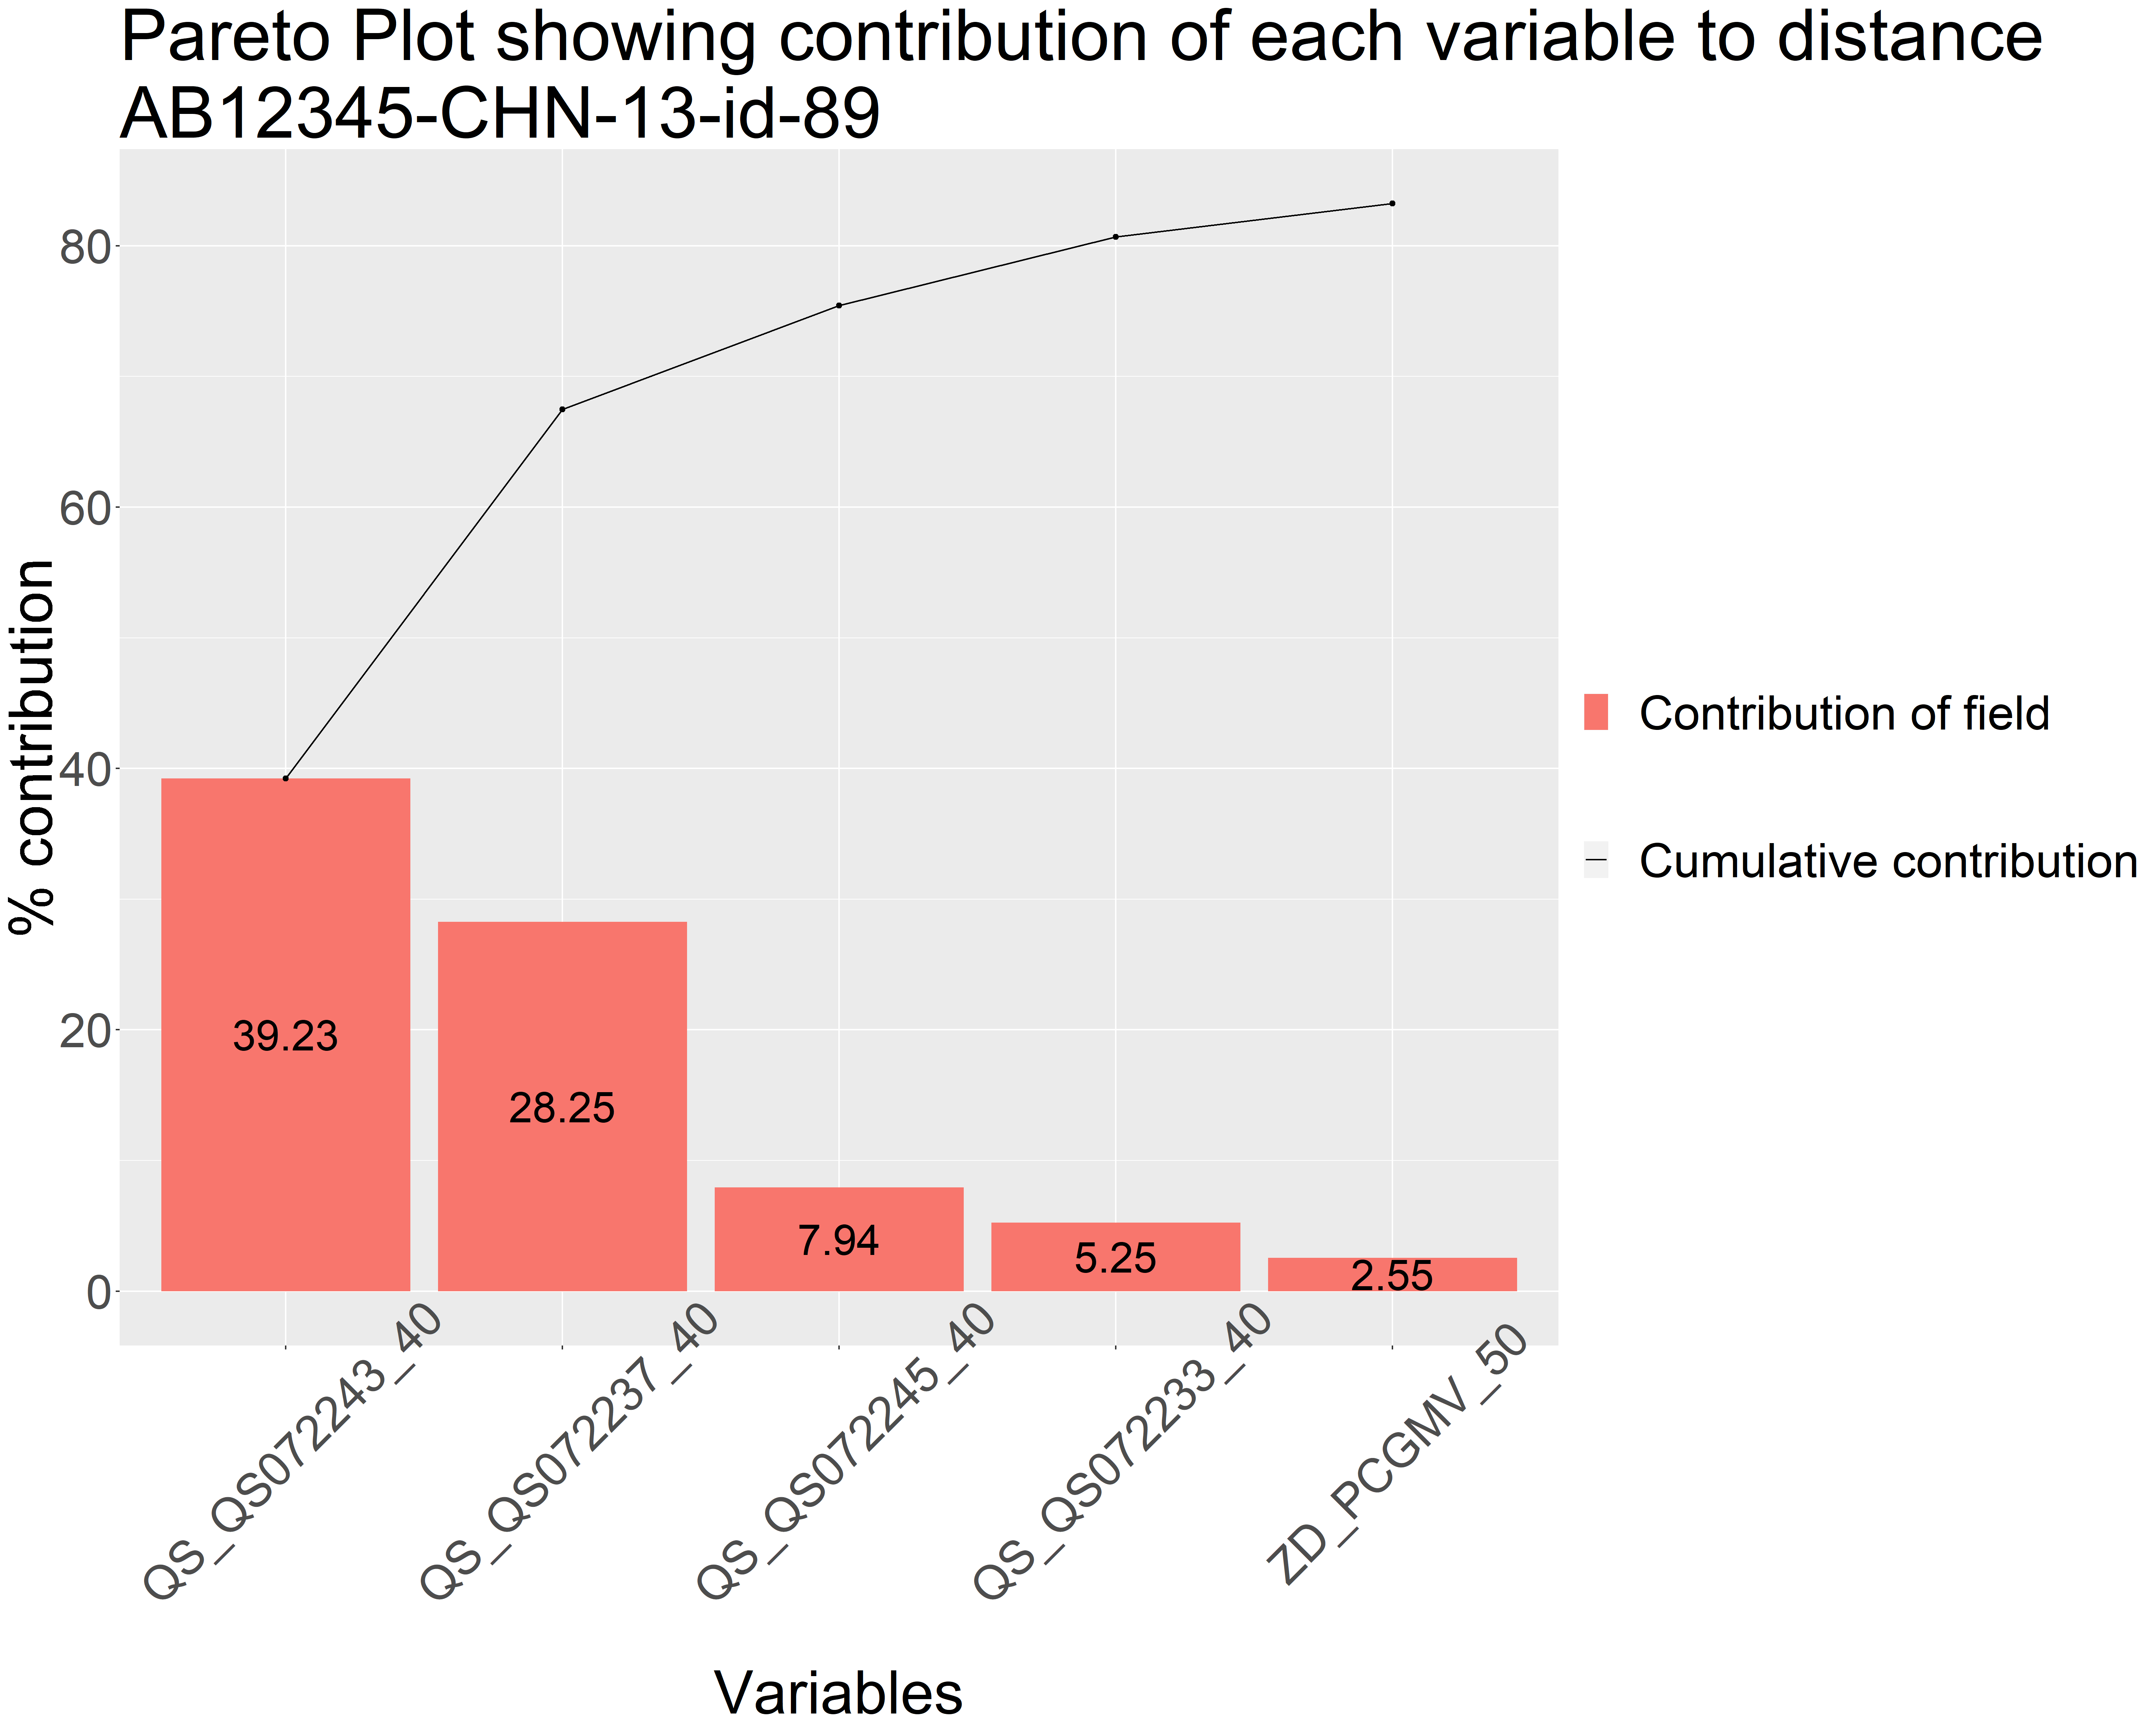 Pareto Plot showing contribution of each variable to distance
AB12345-CHN-13-id-89
% contribution
80
60
40
20
0
39.23
28.25
7.94
5.25
2.55
QS_QS072243_40
QS_QS072237_40
QS_QS072245_40
QS_QS072233_40
ZD_PCGMV_50
Variables
Contribution of field
Cumulative contribution